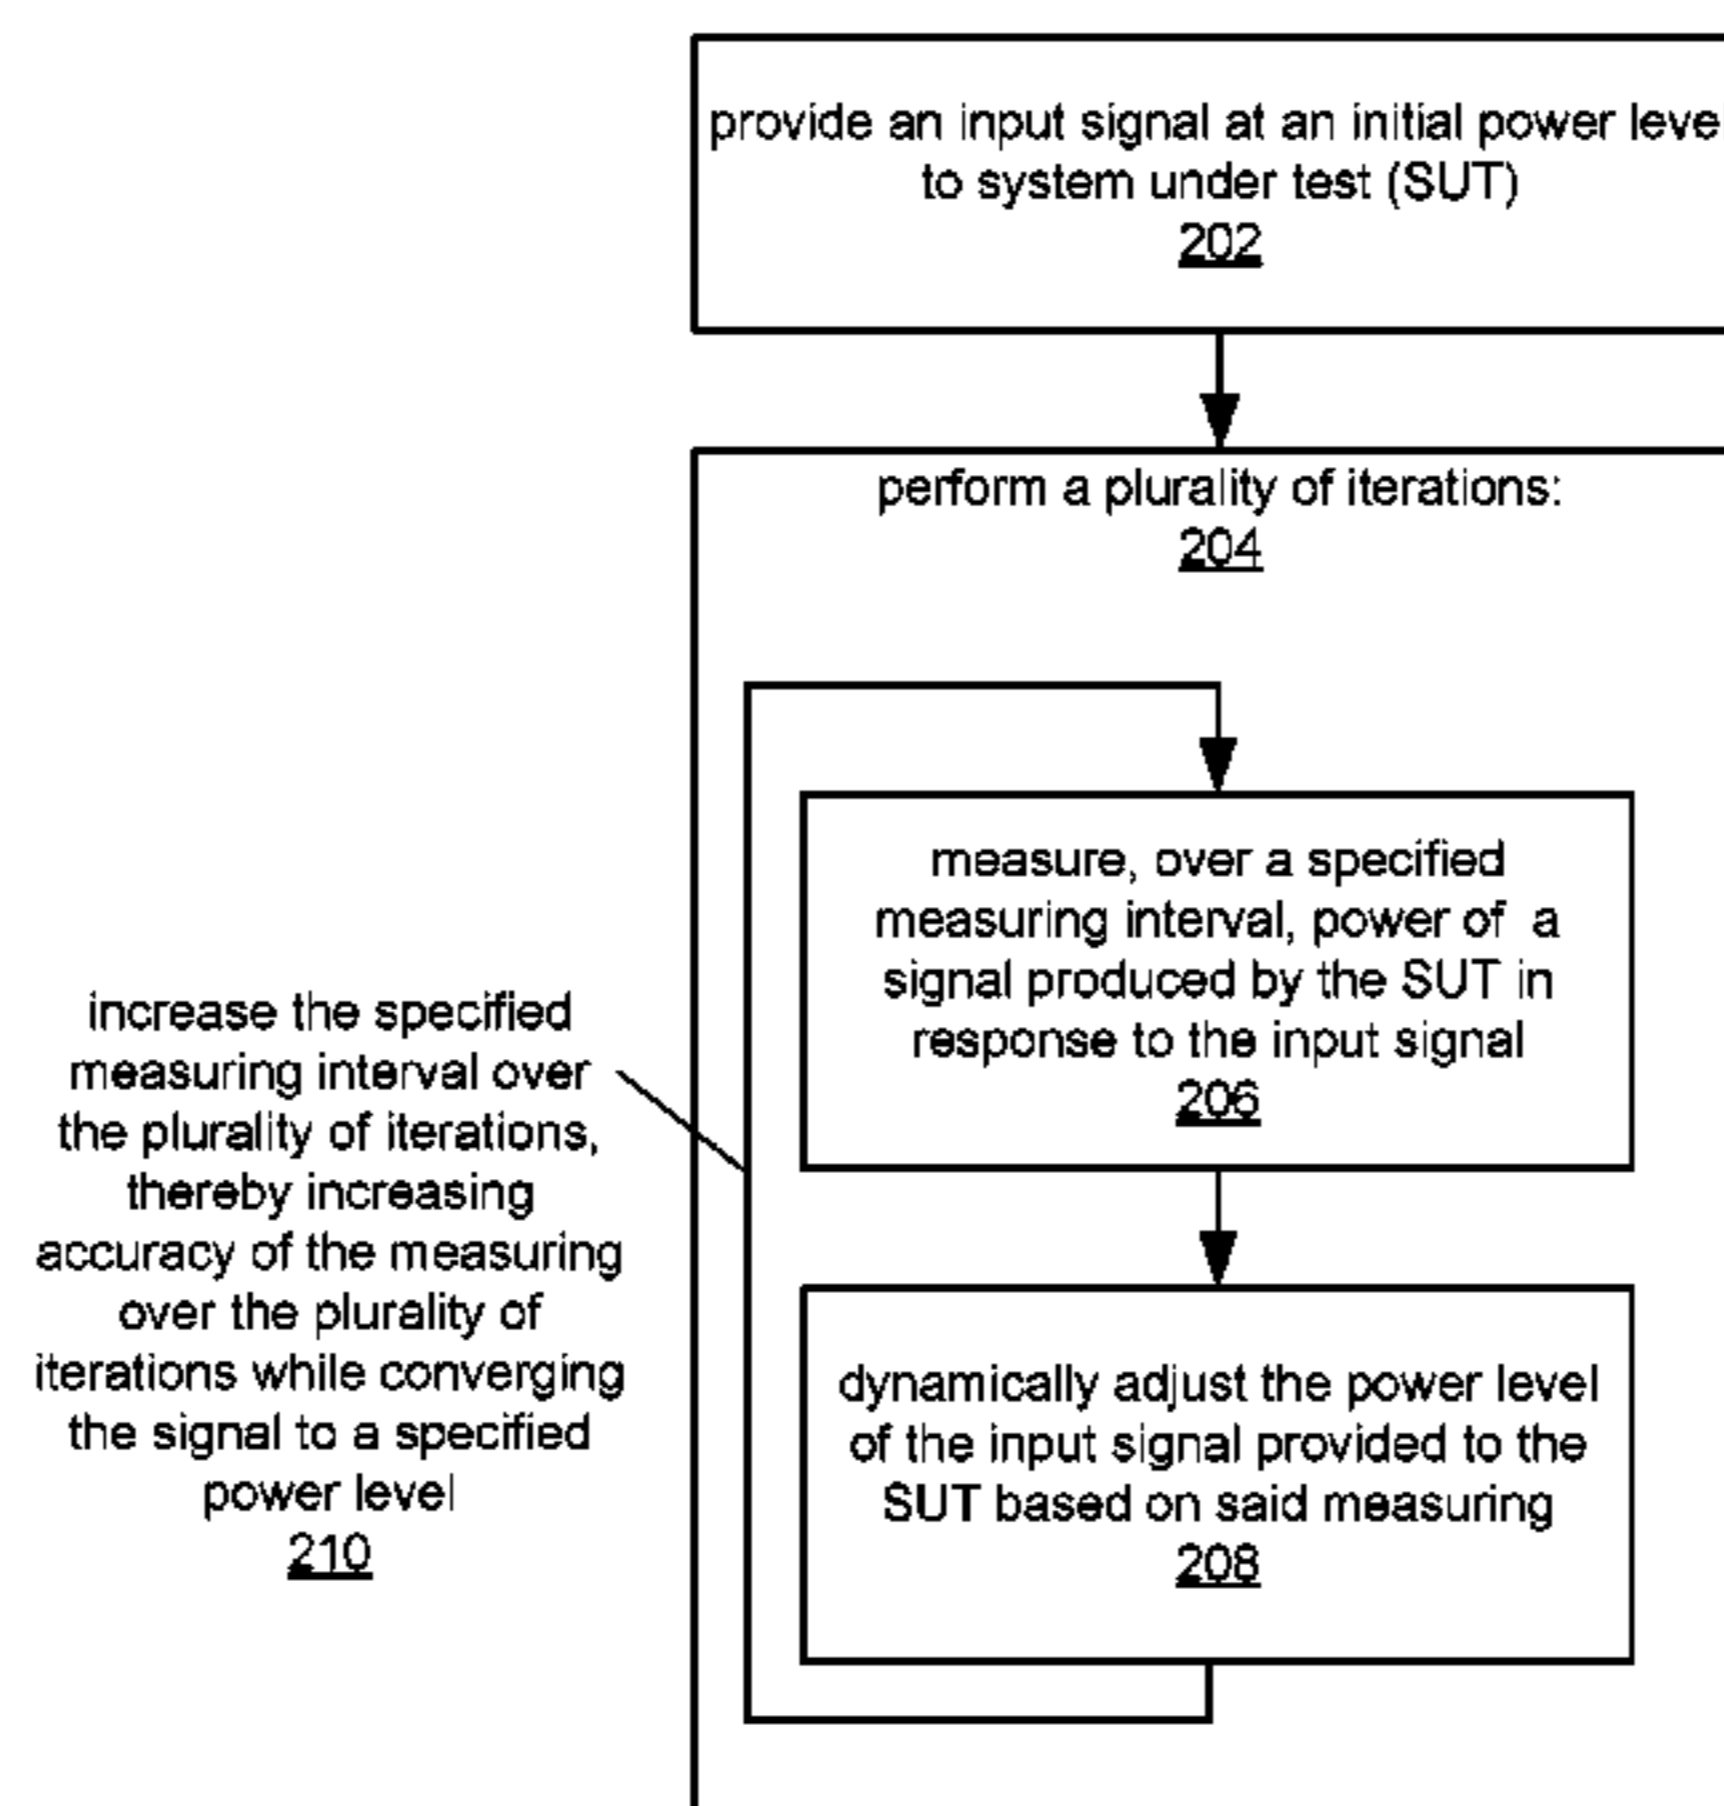 provide an input signal at an initial power level
to system under test (SUT)
202
perform a plurality of iterations:
204
measure, over a specified
measuring interval, power of a
signal produced by the SUT in
response to the input signal
206
increase the specified
measuring interval over
the plurality of iterations,
thereby increasing
accuracy of the measuring
over the plurality of
iterations while converging
the signal to a specified
power level
210
dynamically adjust the power level
of the input signal provided to the
SUT based on said measuring
208